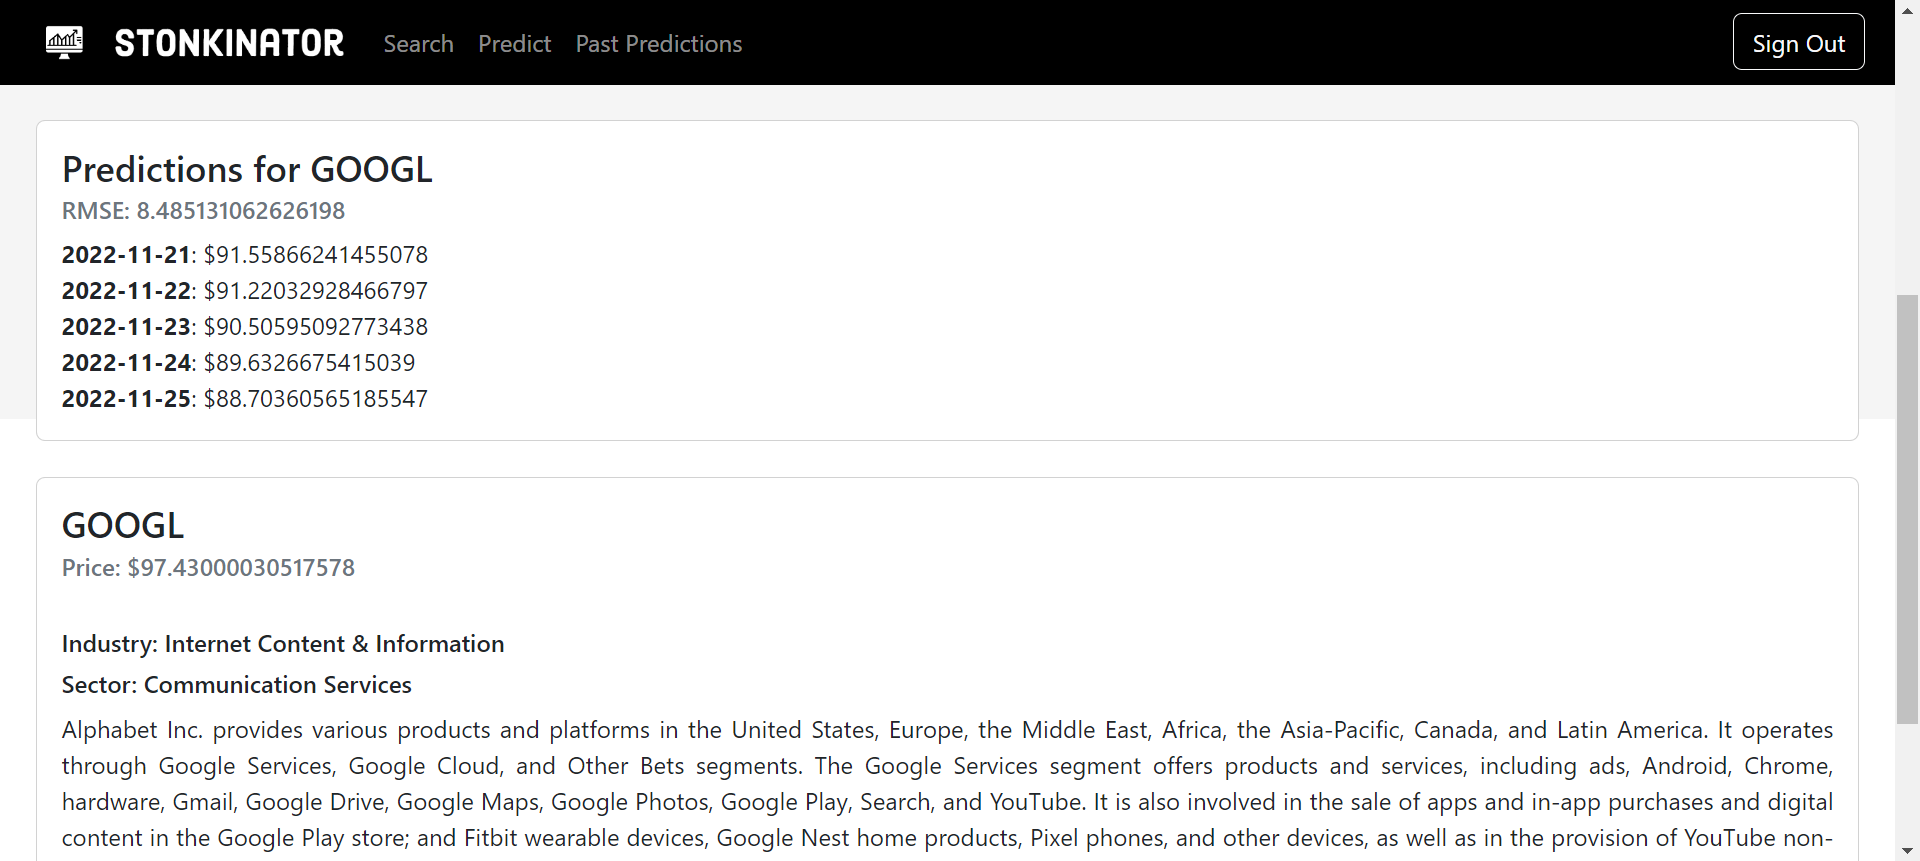 STONKINATOR Search Predict Past Predictions Sign Out
Predictions for GOOGL
RMSE: 8.485131062626198
2022-11-21: $91.55866241455078
2022-11-22: $91.22032928466797
2022-11-23: $90.50595092773438
2022-11-24: $89.6326675415039
2022-11-25: $88.70360565185547
GOOGL
Price: $97.43000030517578
Industry: Internet Content & Information
Sector: Communication Services
Alphabet Inc. provides various products and platforms in the United States, Europe, the Middle East, Africa, the Asia-Pacific, Canada, and Latin America. It operates
through Google Services, Google Cloud, and Other Bets segments. The Google Services segment offers products and services, including ads, Android, Chrome,
hardware, Gmail, Google Drive, Google Maps, Google Photos, Google Play, Search, and YouTube. It is also involved in the sale of apps and in-app purchases and digital
content in the Google Play store; and Fitbit wearable devices, Google Nest home products, Pixel phones, and other devices, as well as in the provision of YouTube non-